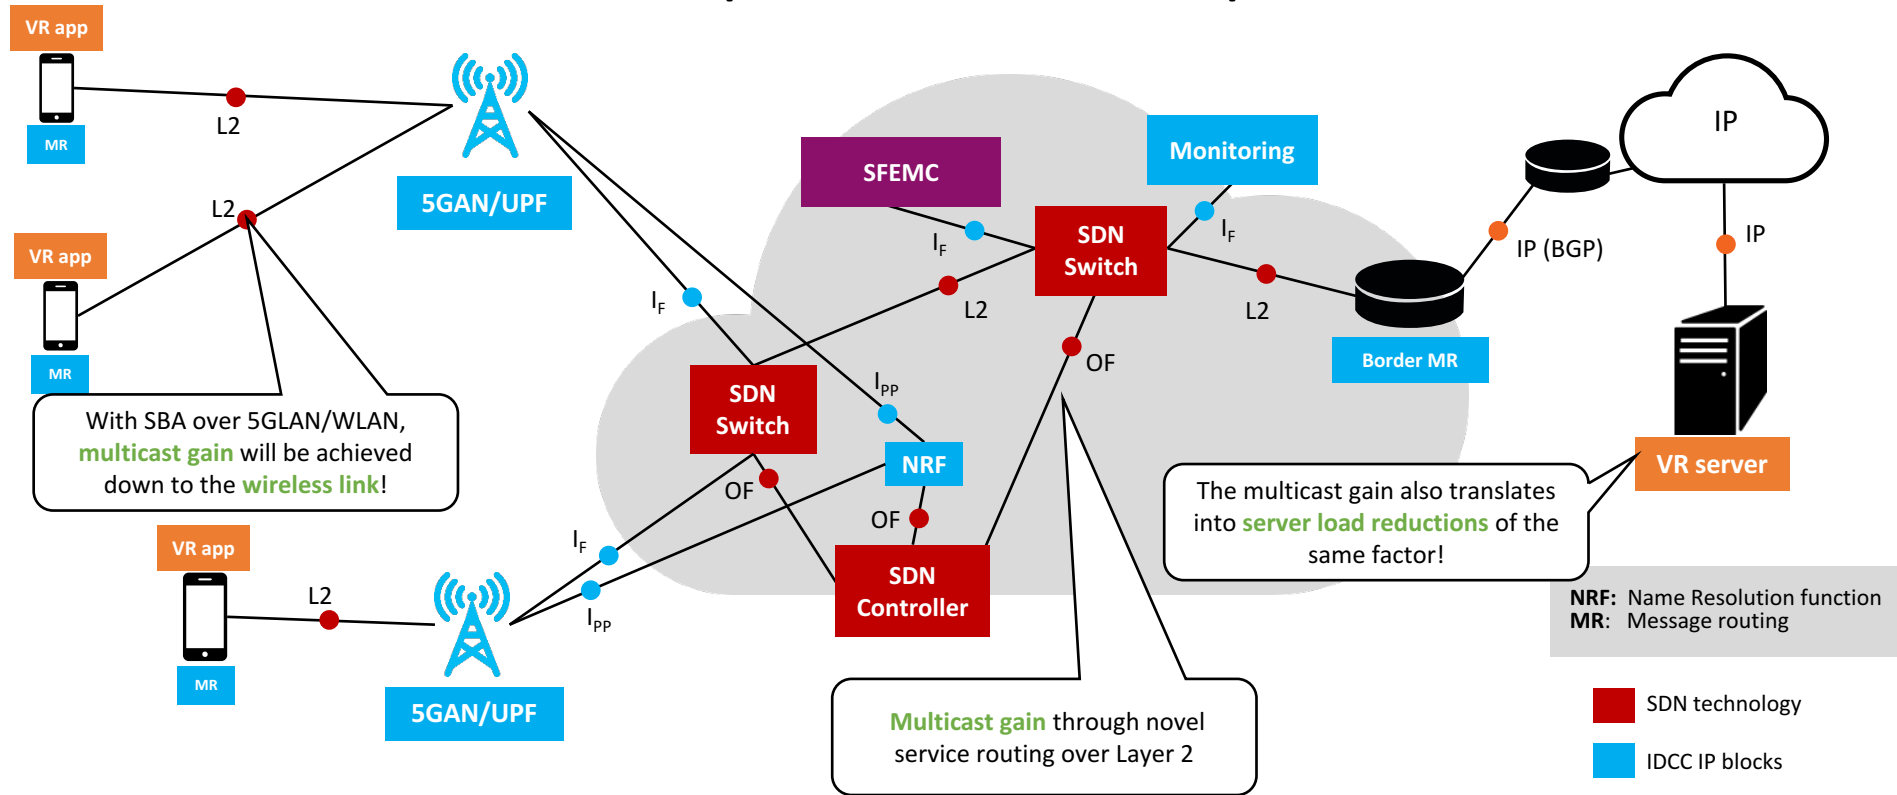 VR app
MR
L2
5GAN/UPF
L2
VR app
MR
With SBA over 5GLAN/WLAN,
multicast gain will be achieved
down to the wireless link!
VR app
MR
L2
5GAN/UPF
SFEMC
Monitoring
IF
IF
SDN
Switch
L2
IF
L2
OF
IPP
SDN
Switch
NRF
OF
OF
IF
IPP
SDN
Controller
Multicast gain through novel
service routing over Layer 2
IP
IP (BGP)
IP
Border MR
VR server
The multicast gain also translates
into server load reductions of the
same factor!
NRF: Name Resolution function
MR: Message routing
SDN technology
IDCC IP blocks